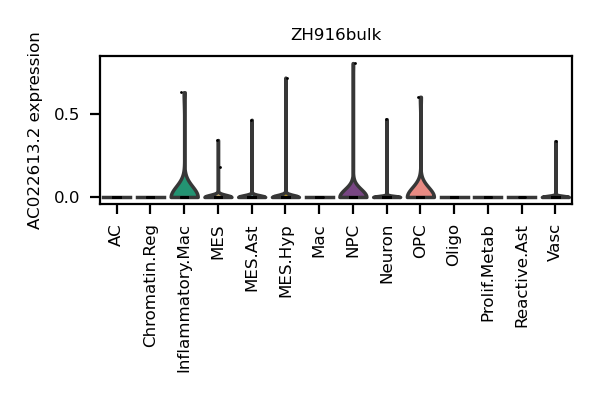 ZH916bulk
AC022613.2 expression
0.5
0.0
AC
Chromatin.Reg
Inflammatory.Mac
MES
MES.Ast
MES.Hyp
Mac
NPC
Neuron
OPC
Oligo
Prolif.Metab
Reactive.Ast
Vasc